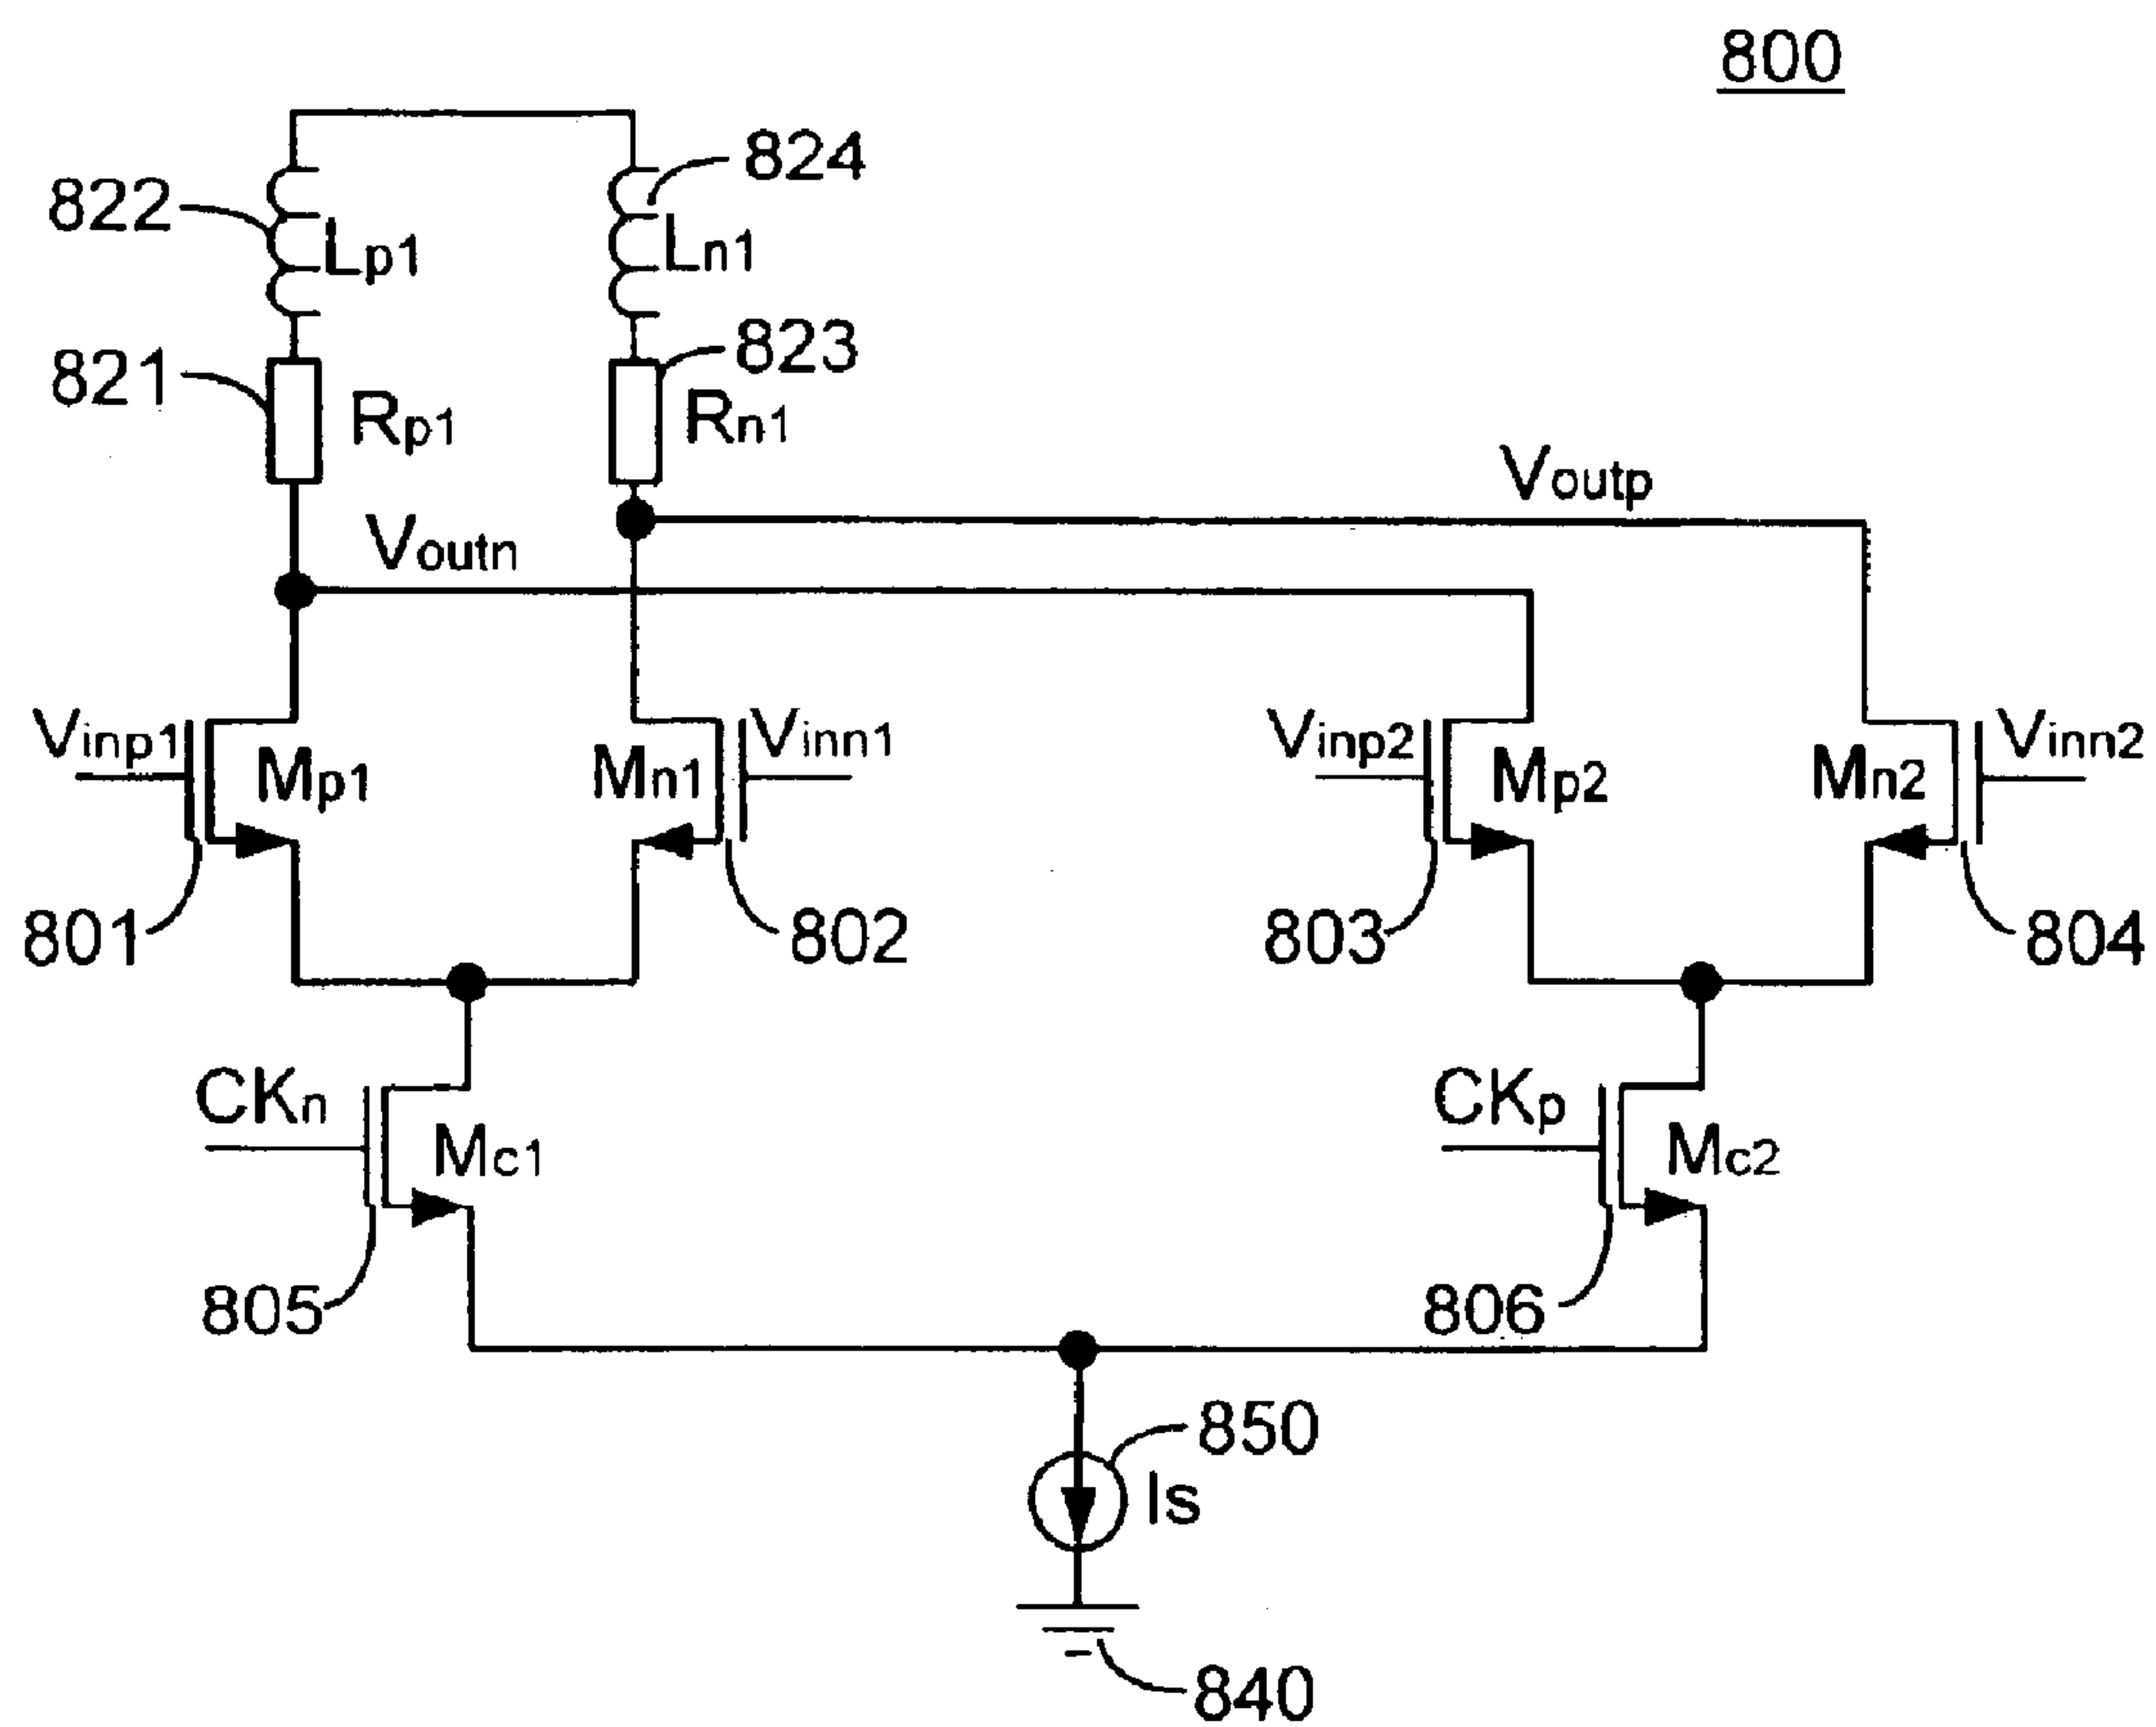 800
824
822
Lp1
Ln1
823
821
Rp1
Rn1
Voutp
Voutn
Vinp1
Mp1
Mn1
Vinn1
Vinp2
Mp2
Mn2
Vinn2
801
802
803
804
CKn
Mc1
CKp
Mc2
805
806
850
Is
840